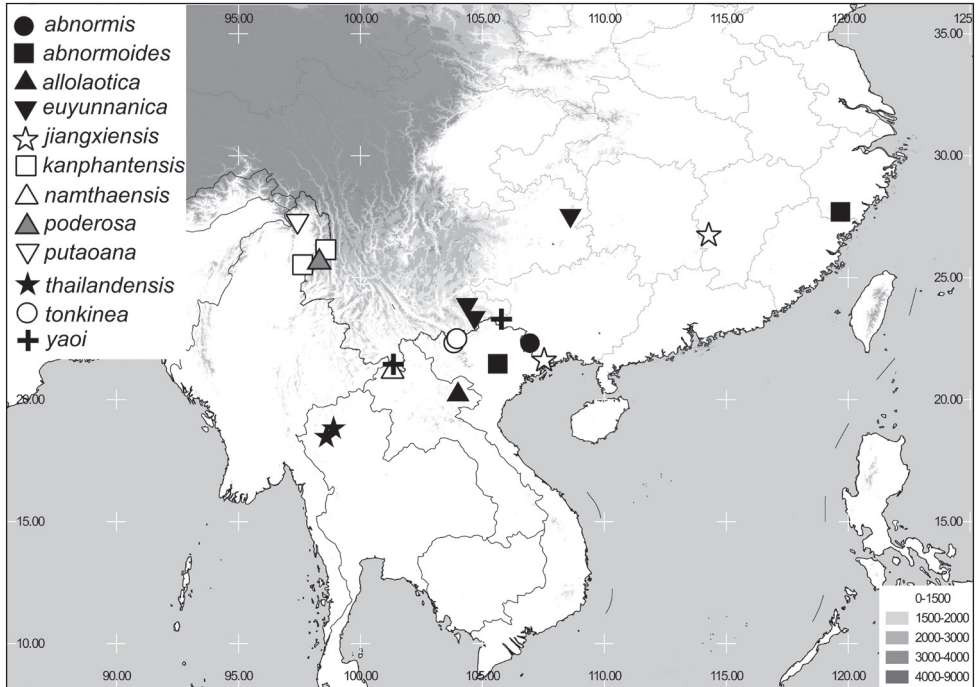 95.00 100.00 105.00 110.00 115.00 120.00 125
abnormis
abnormoides
allolaotica
euyunnanica
jiangxiensis
kanphantensis
namthaensis
poderosa
putaoana
thailandensis
tonkinea
yaoi
35.00
30.00
25.00
20.00 20.00
15.00 15.00
10.00
90.00 95.00 100.00 105.00 110.00 115.00 120.00
0-1500
1500-2000
2000-3000
3000-4000
4000-9000